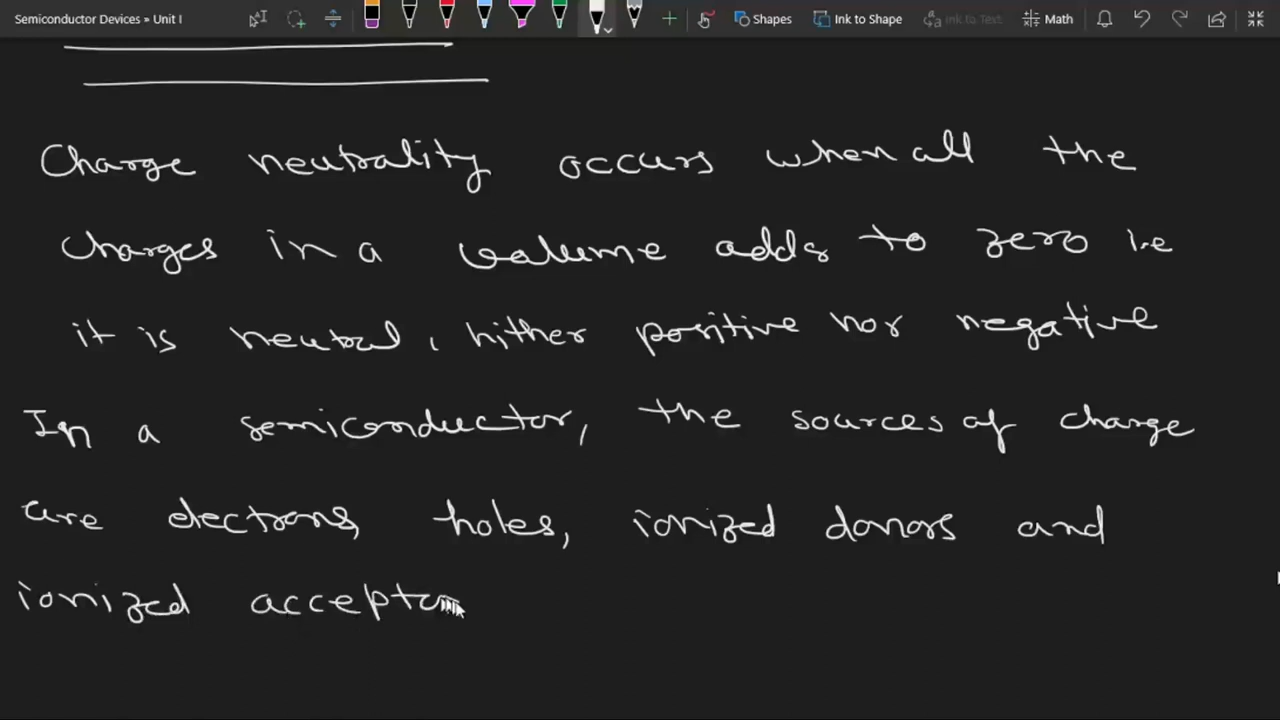 Semiconductor Devices » Unit I
Shapes
Ink to Shape
Ink to Text
Math
Charge neutrality occurs when all the
charges in a volume adds to zero i.e
it is neutral, hither positive nor negative
In a semiconductor, the sources of charge
are electrons, holes, ionized donors and
ionized acceptor